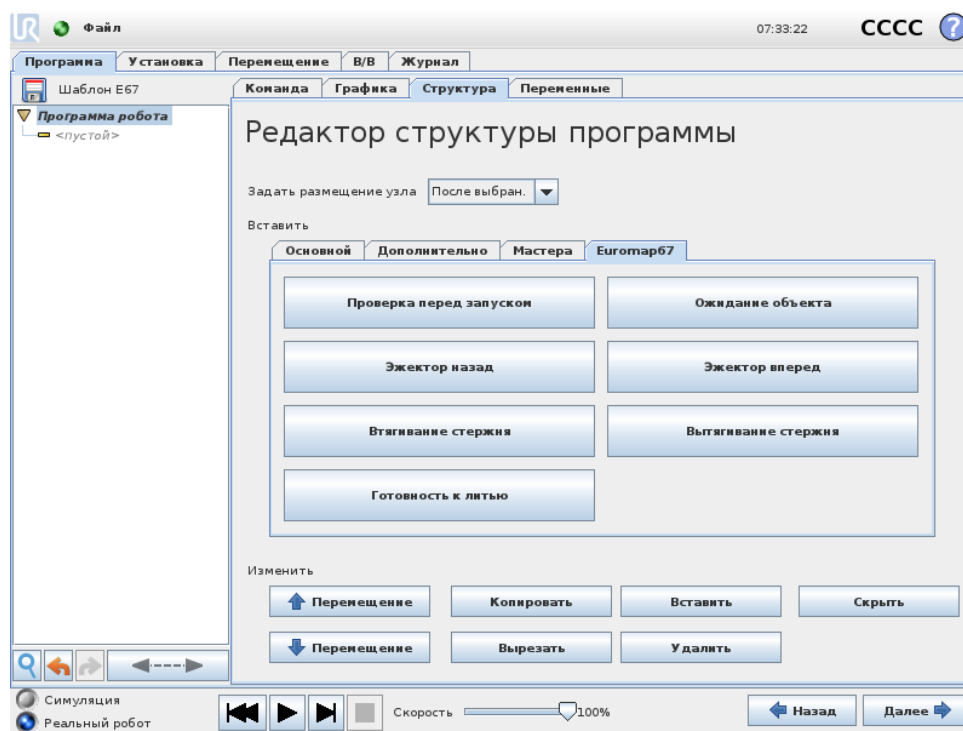 UR Файл 07:33:22 CCCC ?
Программа Установка Перемещение В/В Журнал
Шаблон E67
Команда Графика Структура Переменные
Программа робота
<пустой>
Редактор структуры программы
Задать размещение узла После выбран.
Вставить
Основной Дополнительно Мастера Euromap67
Проверка перед запуском Ожидание объекта
Эжектор назад Эжектор вперед
Втягивание стержня Вытягивание стержня
Готовность к литью
Изменить
Перемещение Копировать Вставить Скрыть
Перемещение Вырезать Удалить
Симуляция
Реальный робот
Скорость 100%
Назад Далее